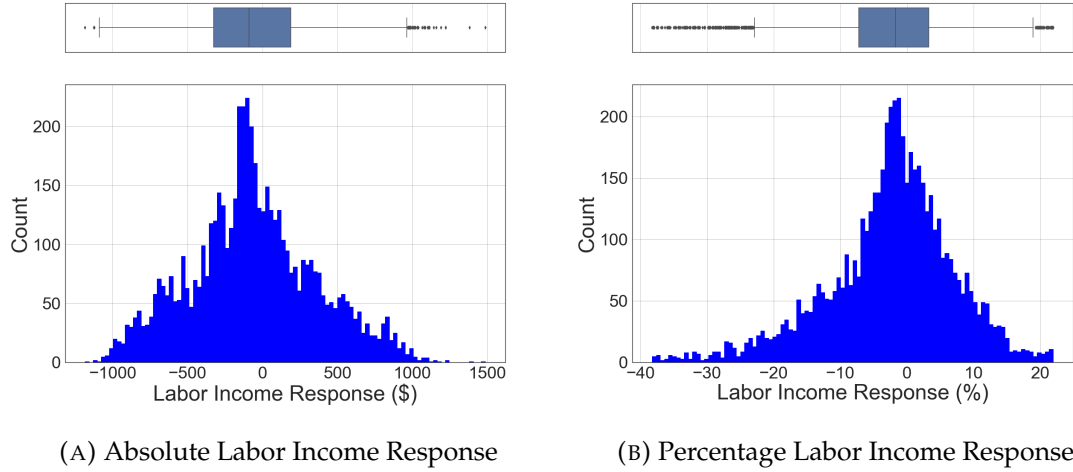 200
150
100
50
0
Count
−1000 −500 0 500 1000 1500
Labor Income Response ($)
(A) Absolute Labor Income Response
200
150
100
50
0
Count
−40 −30 −20 −10 0 10 20
Labor Income Response (%)
(B) Percentage Labor Income Response